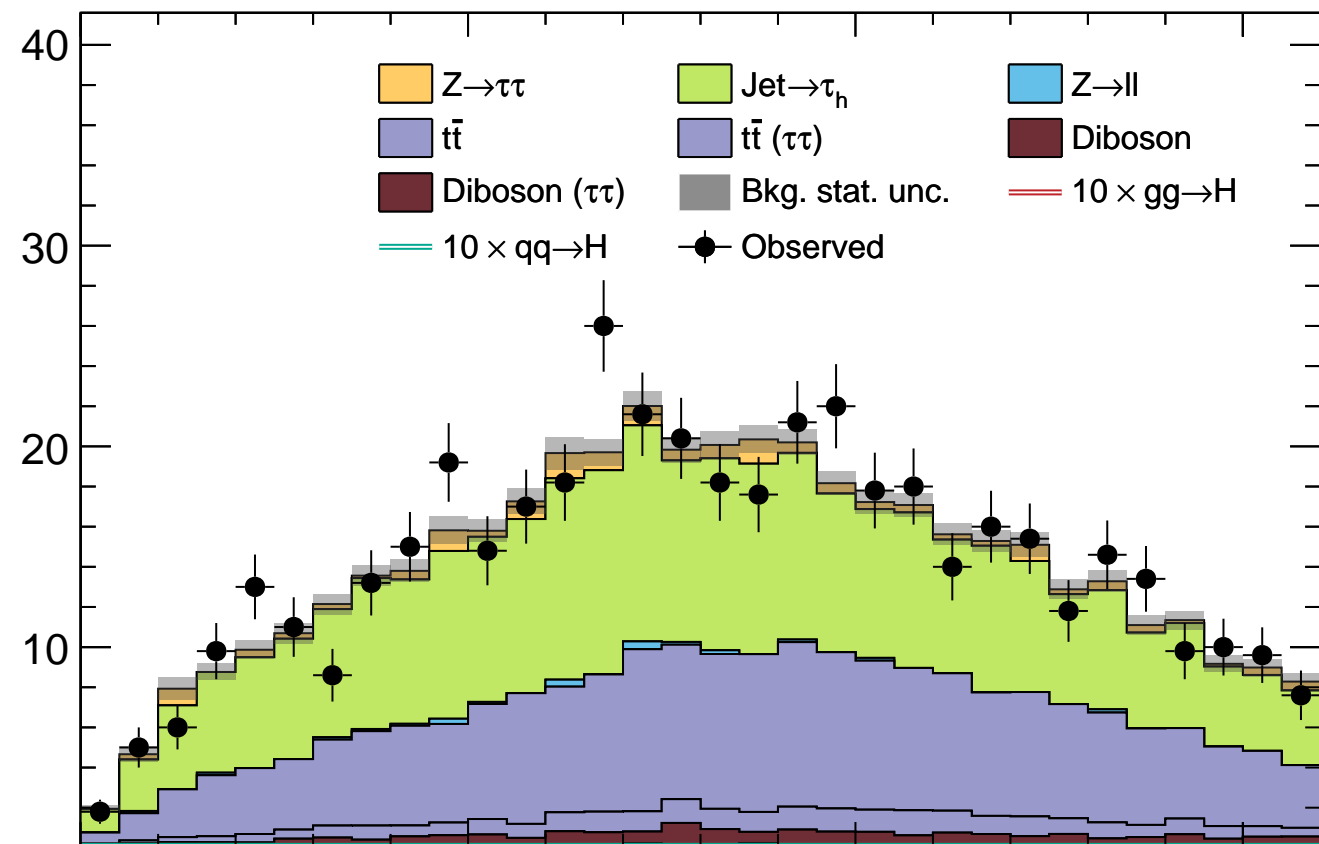 40
Z→ττ Jet→τh Z→ll
tt̄ tt̄ (ττ) Diboson
Diboson (ττ) Bkg. stat. unc. 10 × gg→H
30
10 × qq→H Observed
20
10